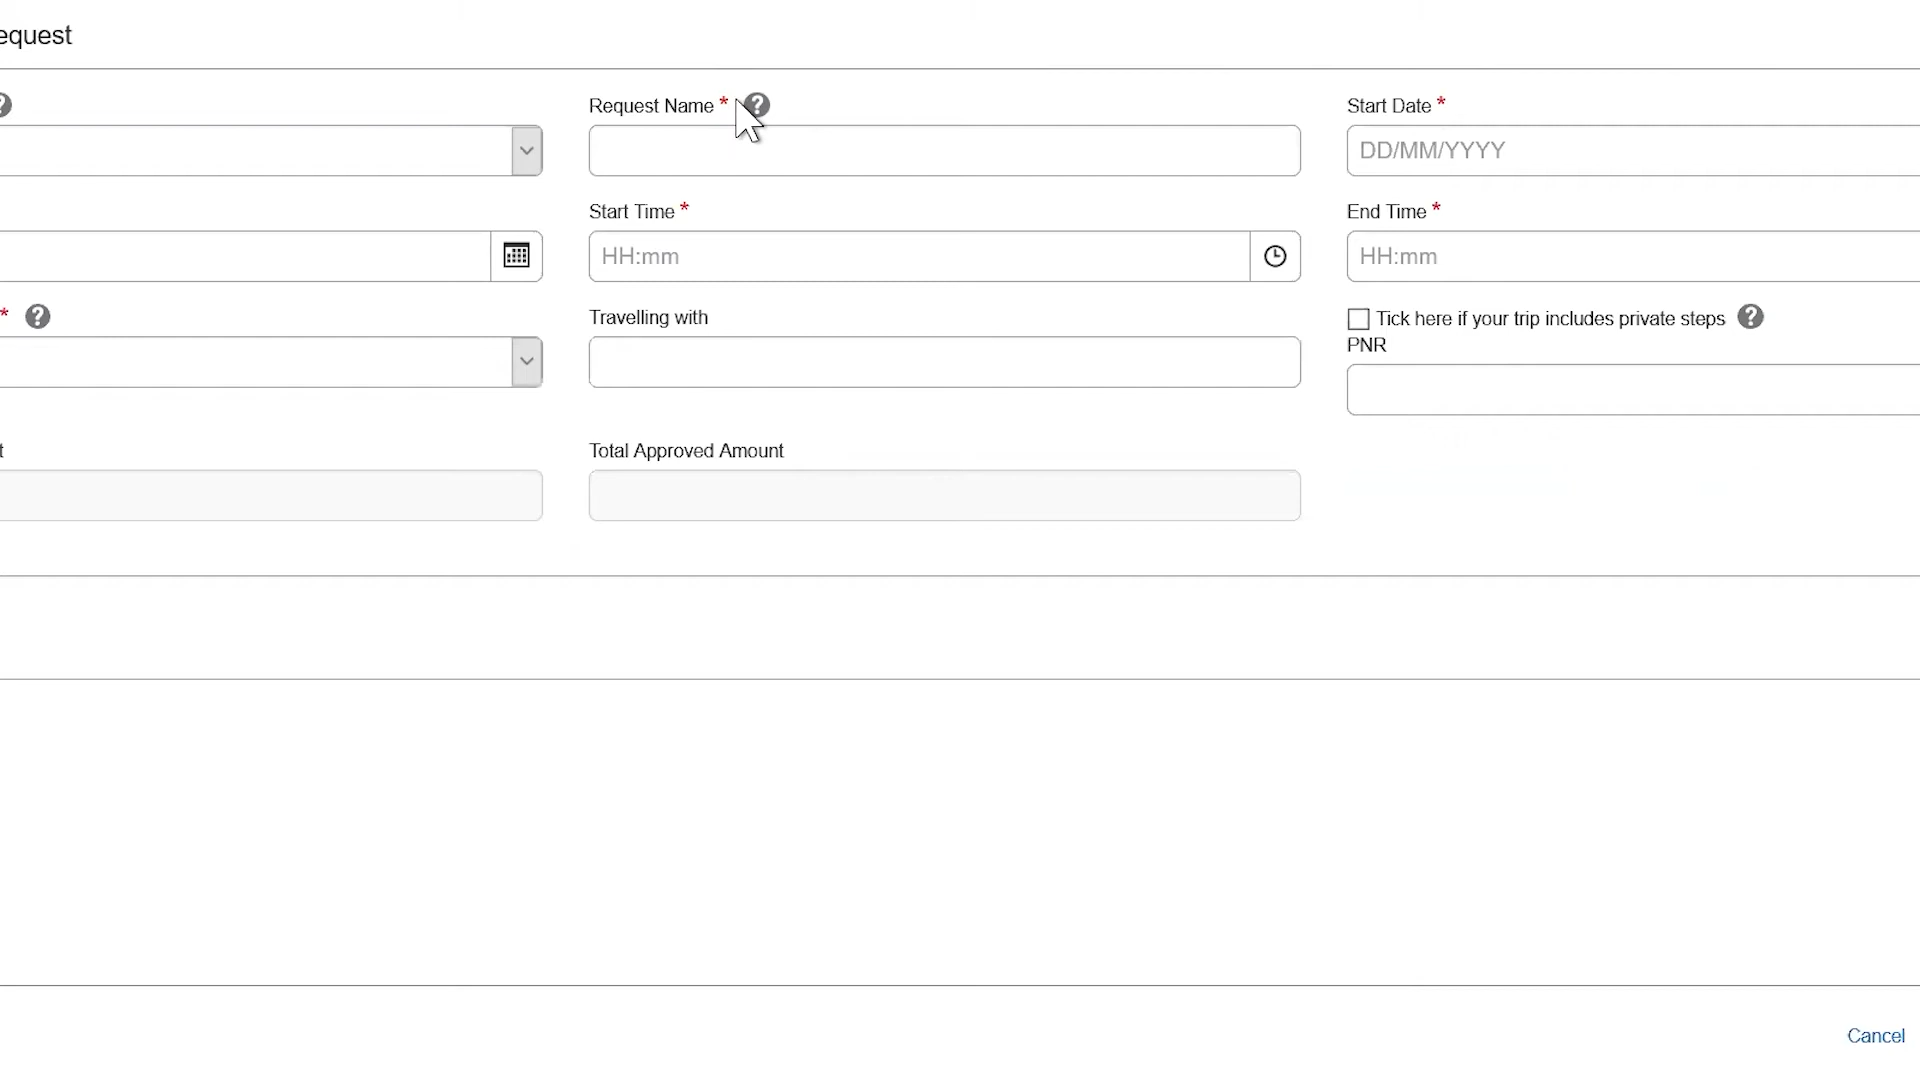 equest
Request Name * ?
Start Date *
DD/MM/YYYY
Start Time *
End Time *
HH:mm
HH:mm
* ?
Travelling with
Tick here if your trip includes private steps ?
PNR
t
Total Approved Amount
Cancel